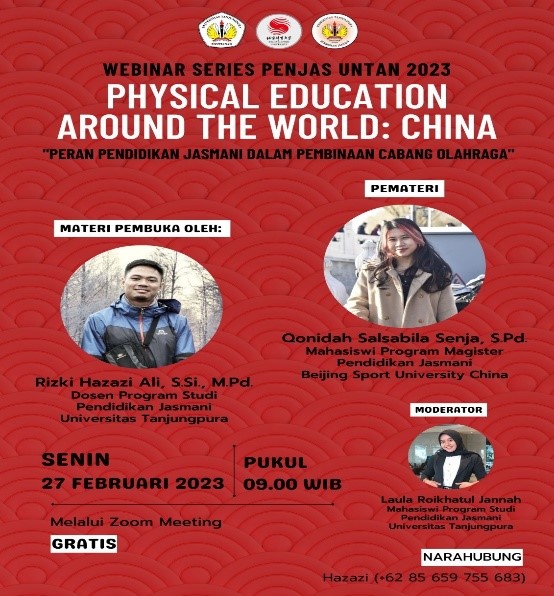 WEBINAR SERIES PENJAS UNTAN 2023
PHYSICAL EDUCATION
AROUND THE WORLD: CHINA
"PERAN PENDIDIKAN JASMANI DALAM PEMBINAAN CABANG OLAHRAGA"
PEMATERI
MATERI PEMBUKA OLEH:
Qonidah Salsabila Senja, S.Pd.
Mahasiswi Program Magister
Pendidikan Jasmani
Beijing Sport University China
Rizki Hazazi Ali, S.Si., M.Pd.
Dosen Program Studi
Pendidikan Jasmani
Universitas Tanjungpura
MODERATOR
Laula Roikhatul Jannah
Mahasiswi Program Studi
Pendidikan Jasmani
Universitas Tanjungpura
SENIN
27 FEBRUARI 2023
PUKUL
09.00 WIB
Melalui Zoom Meeting
GRATIS
NARAHUBUNG
Hazazi (+62 85 659 755 683)